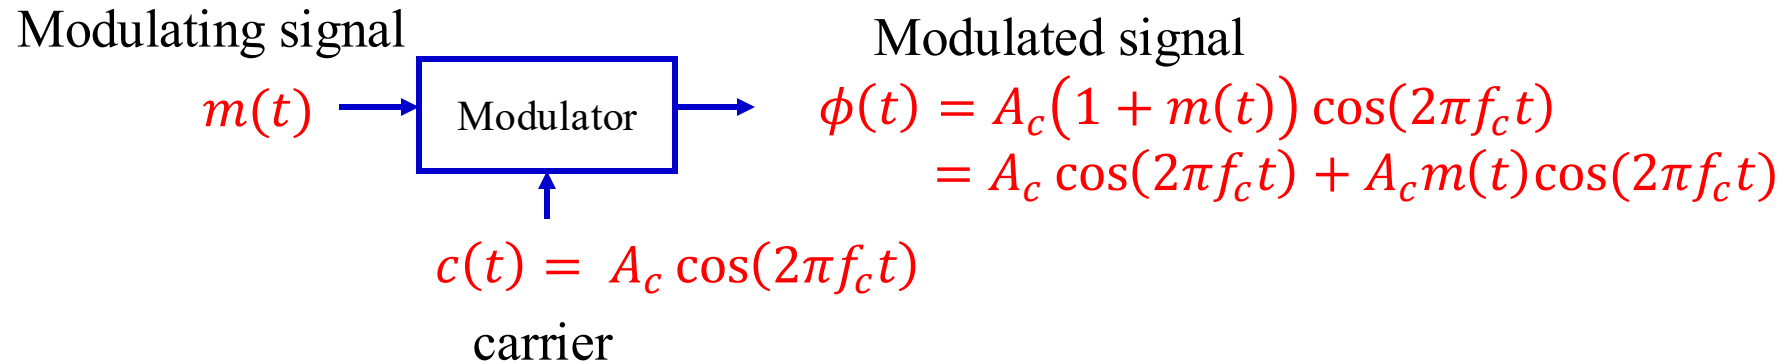 Modulating signal
Modulated signal
m(t)
Modulator
ϕ(t) = A_c(1 + m(t)) cos(2πf_c t)
= A_c cos(2πf_c t) + A_c m(t)cos(2πf_c t)
c(t) = A_c cos(2πf_c t)
carrier